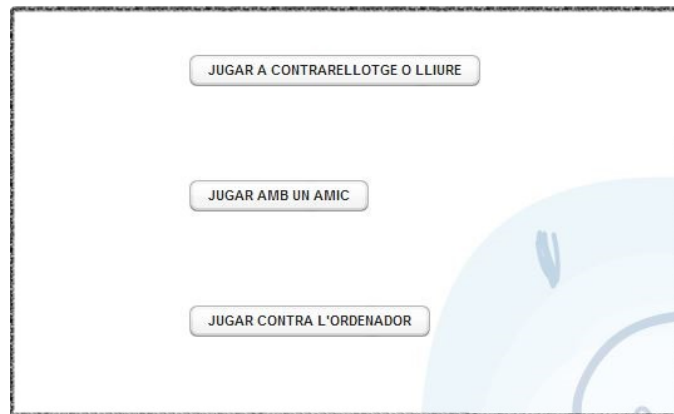 JUGAR A CONTRARELLOTGE O LLIURE
JUGAR AMB UN AMIC
JUGAR CONTRA L'ORDENADOR